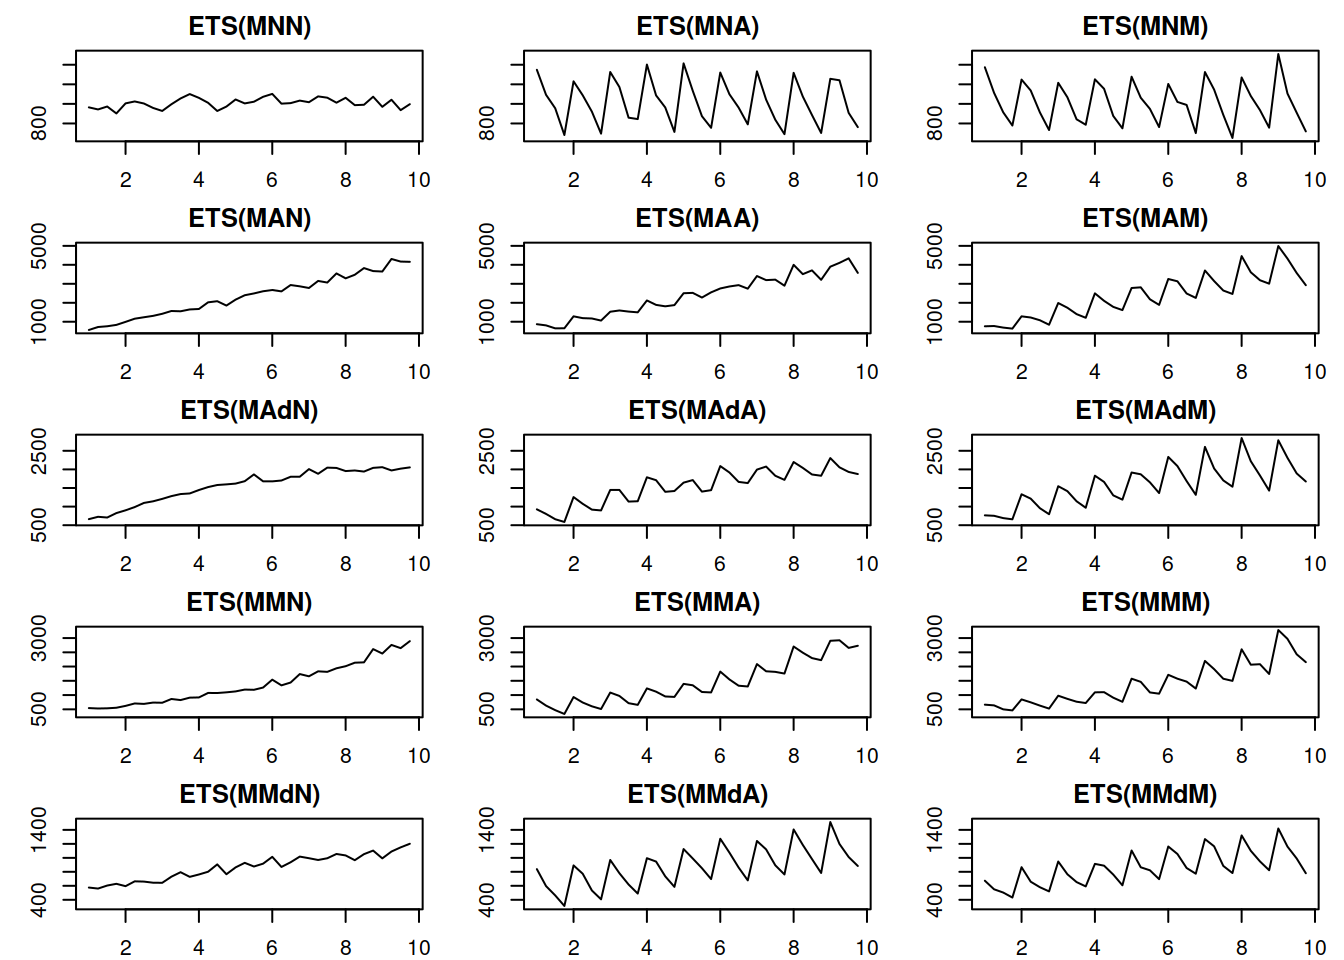 ETS(MNN) ETS(MNA) ETS(MNM)
800 800 800
2 4 6 8 10 2 4 6 8 10 2 4 6 8 10
ETS(MAN) ETS(MAA) ETS(MAM)
1000 5000 1000 5000 1000 5000
2 4 6 8 10 2 4 6 8 10 2 4 6 8 10
ETS(MAdN) ETS(MAdA) ETS(MAdM)
500 2500 500 2500 500 2500
2 4 6 8 10 2 4 6 8 10 2 4 6 8 10
ETS(MMN) ETS(MMA) ETS(MMM)
500 3000 500 3000 500 3000
2 4 6 8 10 2 4 6 8 10 2 4 6 8 10
ETS(MMdN) ETS(MMdA) ETS(MMdM)
400 1400 400 1400 400 1400
2 4 6 8 10 2 4 6 8 10 2 4 6 8 10